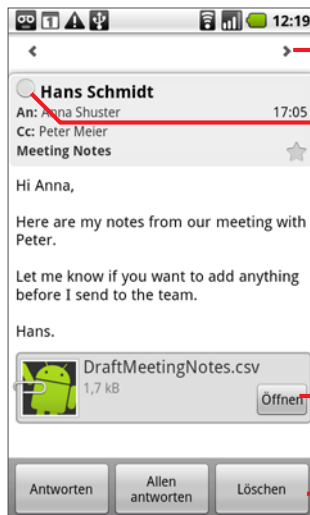 1 12:19
Hans Schmidt
An: Anna Shuster 17:05
Cc: Peter Meier
Meeting Notes
Hi Anna,
Here are my notes from our meeting with
Peter.
Let me know if you want to add anything
before I send to the team.
Hans.
DraftMeetingNotes.csv
1,7 kB
Öffnen
Antworten Allen antworten Löschen